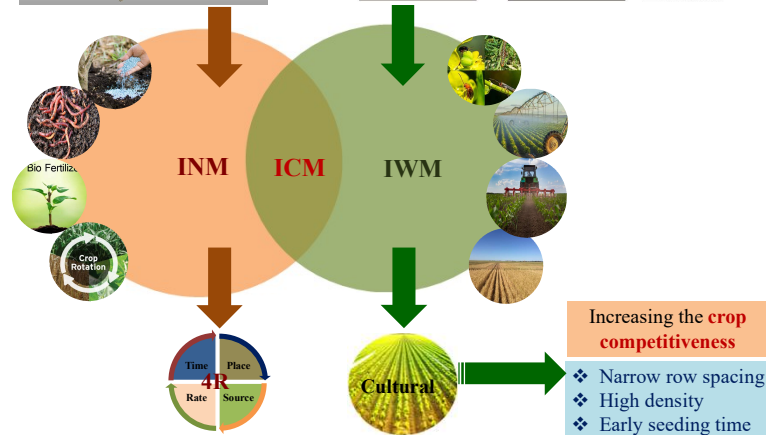 INM
ICM
IWM
Bio Fertiliz
Crop
Rotation
Time
Place
4R
Rate
Source
Cultural
Increasing the crop
competitiveness
❖ Narrow row spacing
❖ High density
❖ Early seeding time